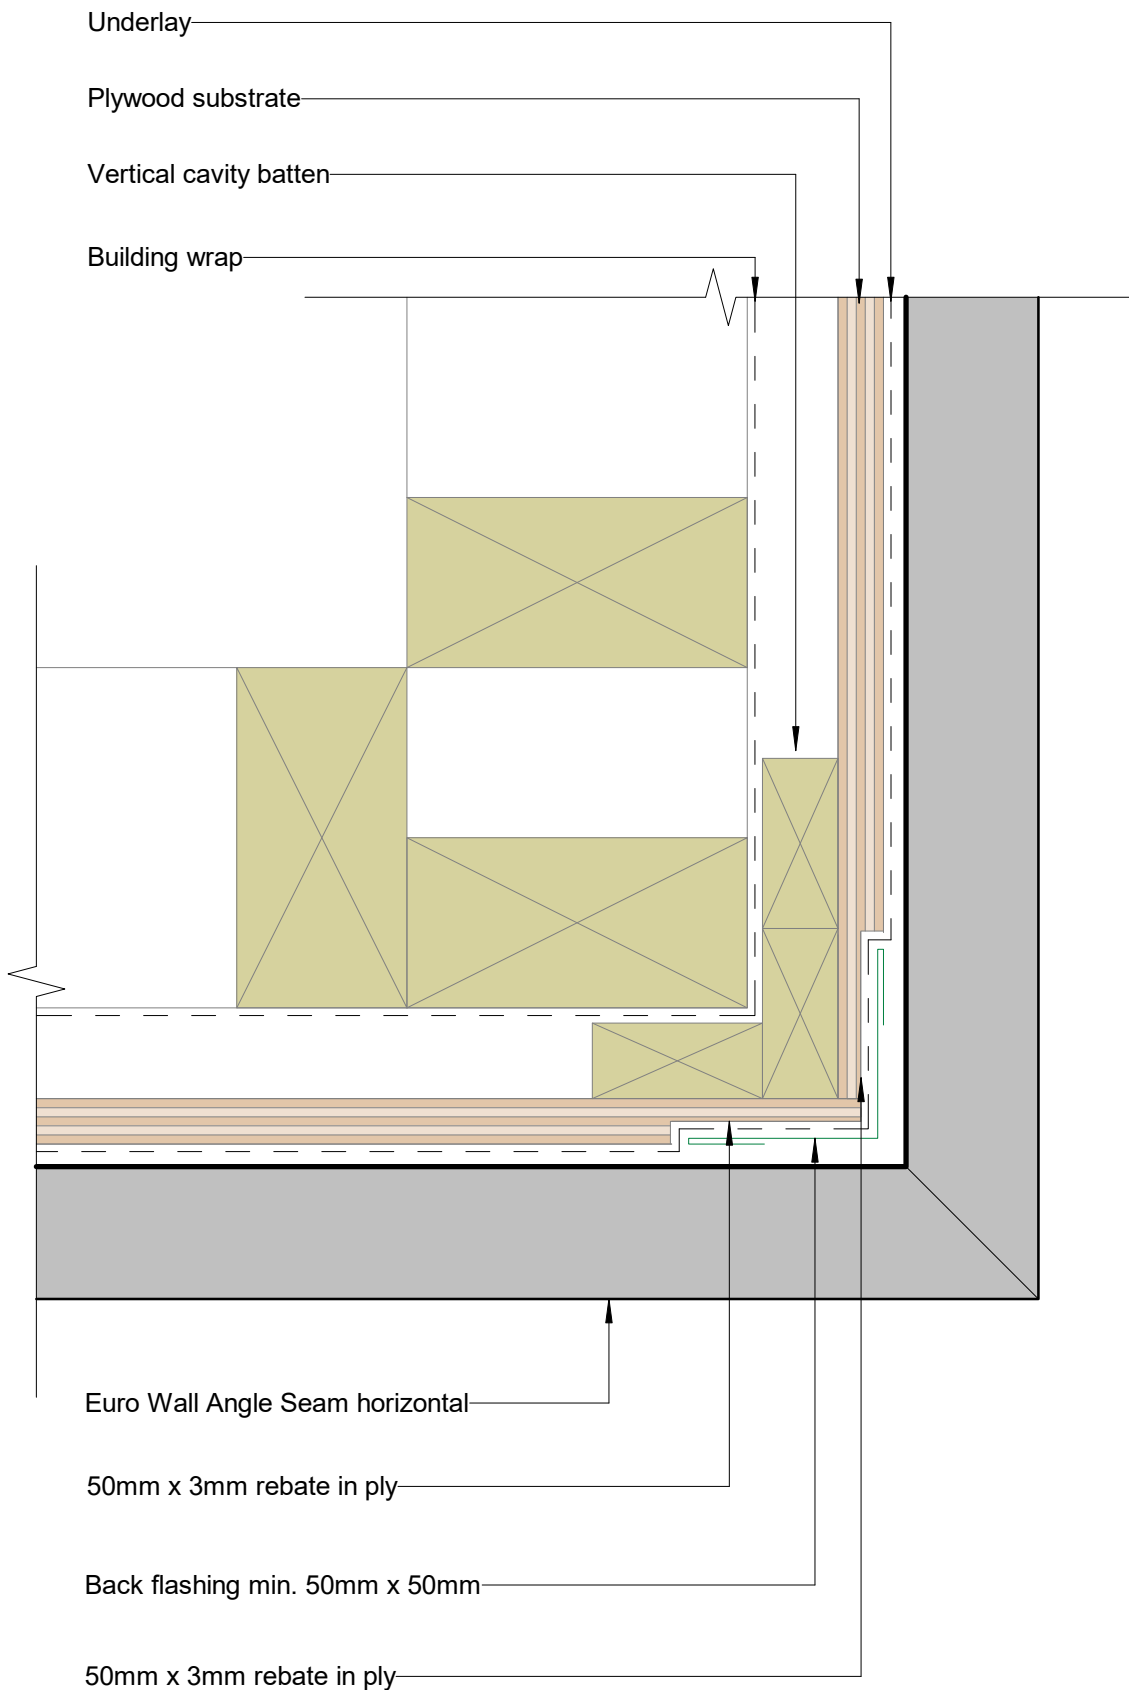 Underlay
Plywood substrate
Vertical cavity batten
Building wrap
Euro Wall Angle Seam horizontal
50mm x 3mm rebate in ply
Back flashing min. 50mm x 50mm
50mm x 3mm rebate in ply